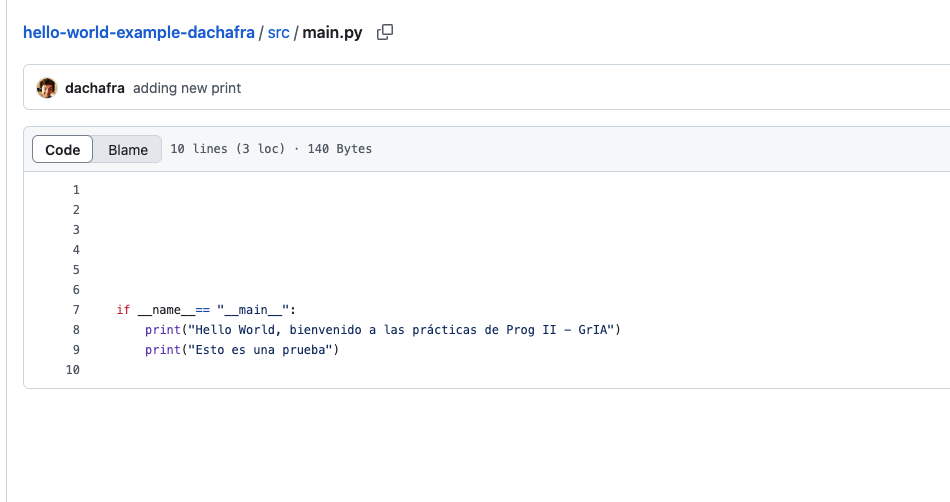 hello-world-example-dachafra / src / main.py
dachafra adding new print
Code Blame 10 lines (3 loc) · 140 Bytes
1
2
3
4
5
6
7 if __name__== "__main__":
8 print("Hello World, bienvenido a las prácticas de Prog II – GrIA")
9 print("Esto es una prueba")
10